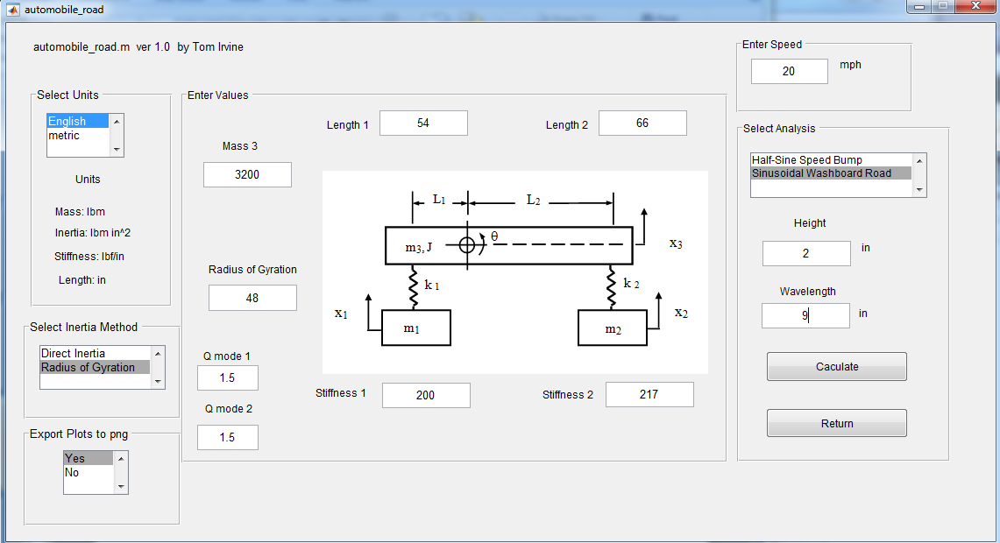 automobile_road
automobile_road.m ver 1.0 by Tom Irvine
Enter Speed
20
mph
Select Units
English
metric
Units
Mass: lbm
Inertia: lbm in^2
Stiffness: lbf/in
Length: in
Select Inertia Method
Direct Inertia
Radius of Gyration
Export Plots to png
Yes
No
Enter Values
Length 1
54
Length 2
66
Mass 3
3200
Radius of Gyration
48
Q mode 1
1.5
Q mode 2
1.5
L1
L2
m3, J
θ
x3
k 1
k 2
x1
x2
m1
m2
Stiffness 1
200
Stiffness 2
217
Select Analysis
Half-Sine Speed Bump
Sinusoidal Washboard Road
Height
2
in
Wavelength
9
in
Caculate
Return